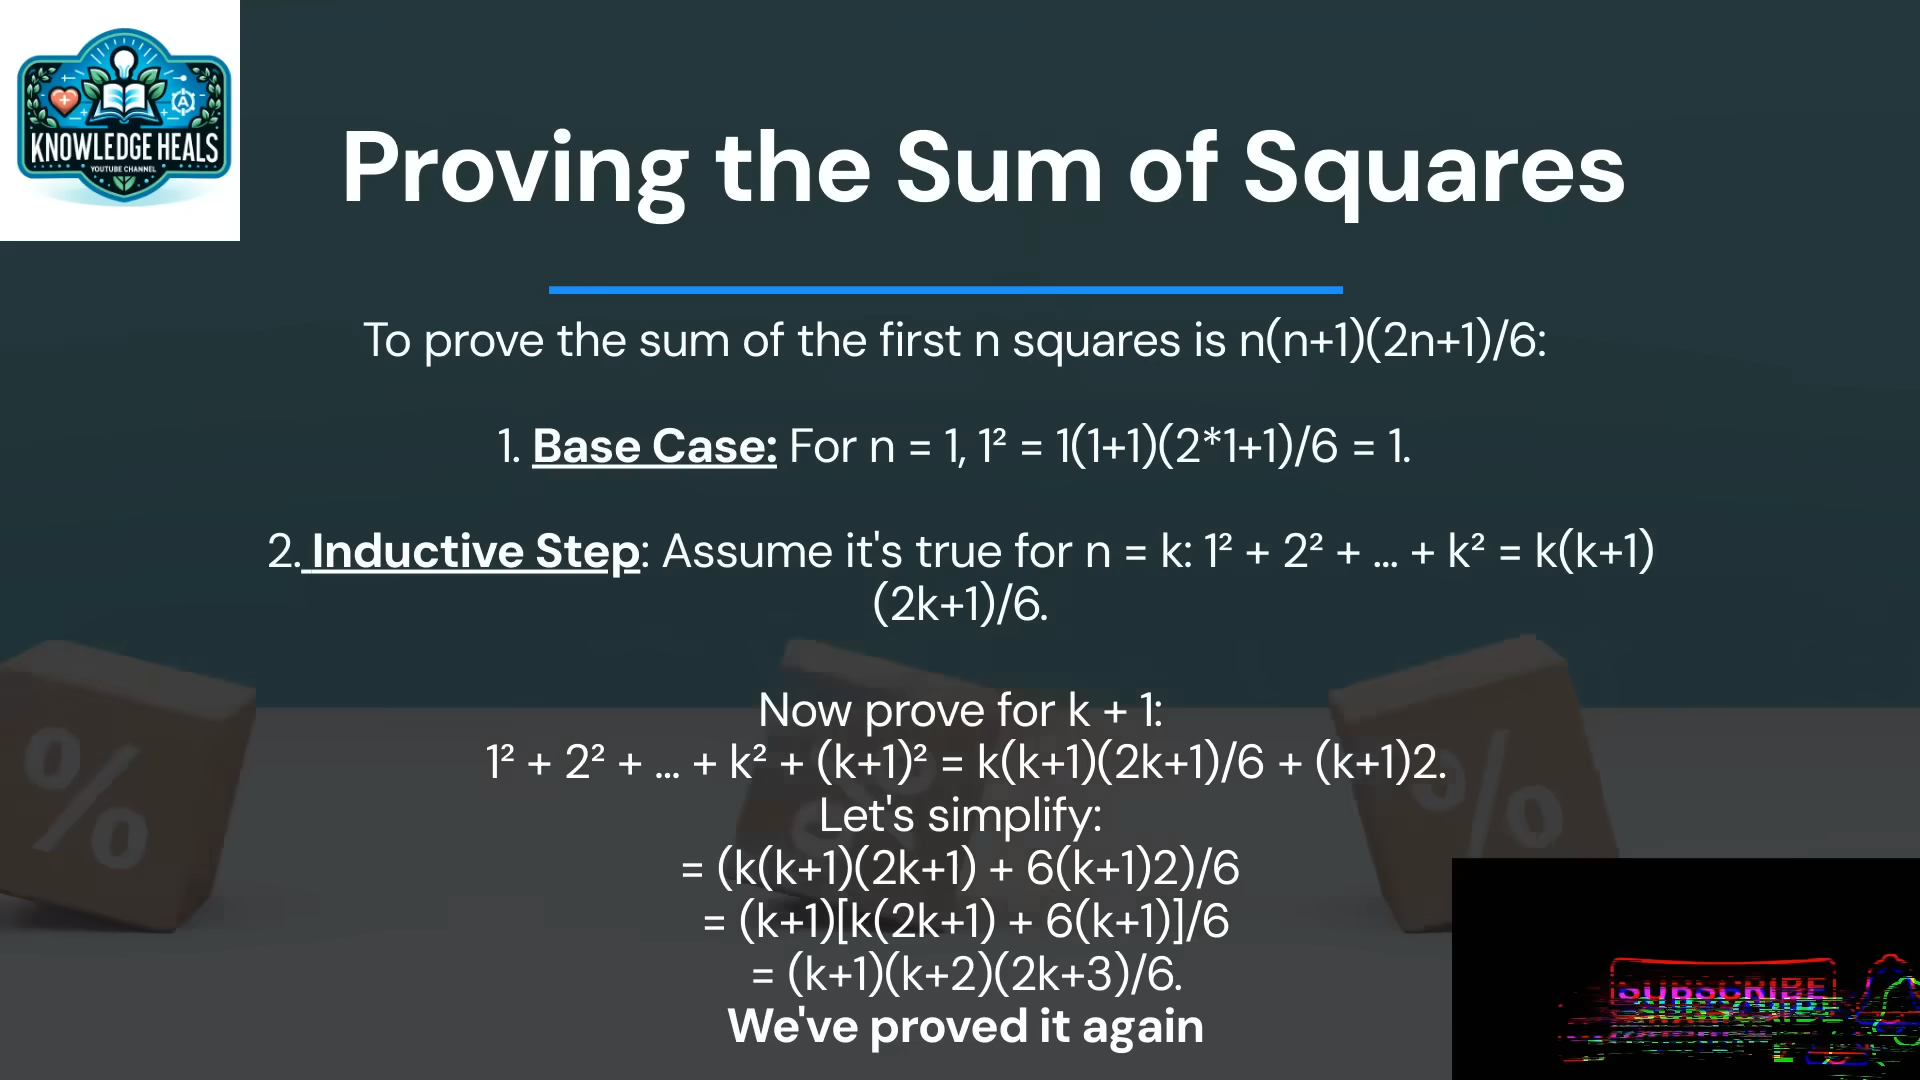 KNOWLEDGE HEALS
YOUTUBE CHANNEL
Proving the Sum of Squares
To prove the sum of the first n squares is n(n+1)(2n+1)/6:
1. Base Case: For n = 1, 1² = 1(1+1)(2*1+1)/6 = 1.
2. Inductive Step: Assume it's true for n = k: 1² + 2² + ... + k² = k(k+1)
(2k+1)/6.
Now prove for k + 1:
1² + 2² + ... + k² + (k+1)² = k(k+1)(2k+1)/6 + (k+1)2.
Let's simplify:
= (k(k+1)(2k+1) + 6(k+1)2)/6
= (k+1)[k(2k+1) + 6(k+1)]/6
= (k+1)(k+2)(2k+3)/6.
We've proved it again
SUBSCRIBE